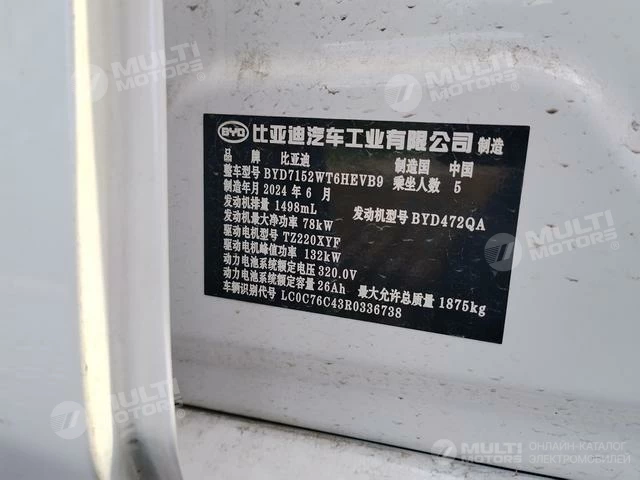 BYD 比亚迪汽车工业有限公司 制造
品 牌 比亚迪 制造国 中国
整车型号 BYD7152WT6HEVB9 乘坐人数 5
制造年月 2024 年 6 月
发动机排量 1498mL 发动机型号 BYD472QA
发动机最大净功率 78kW
驱动电机型号 TZ220XYF
驱动电机峰值功率 132kW
动力电池系统额定电压 320.0V
动力电池系统额定容量 26Ah 最大允许总质量 1875kg
车辆识别代号 LC0C76C43R0336738
MULTI MOTORS
MULTI MOTORS
MULTI MOTORS
MULTI MOTORS
MULTI MOTORS
MULTI MOTORS
MULTI MOTORS ОНЛАЙН-КАТАЛОГ ЭЛЕКТРОМОБИЛЕЙ